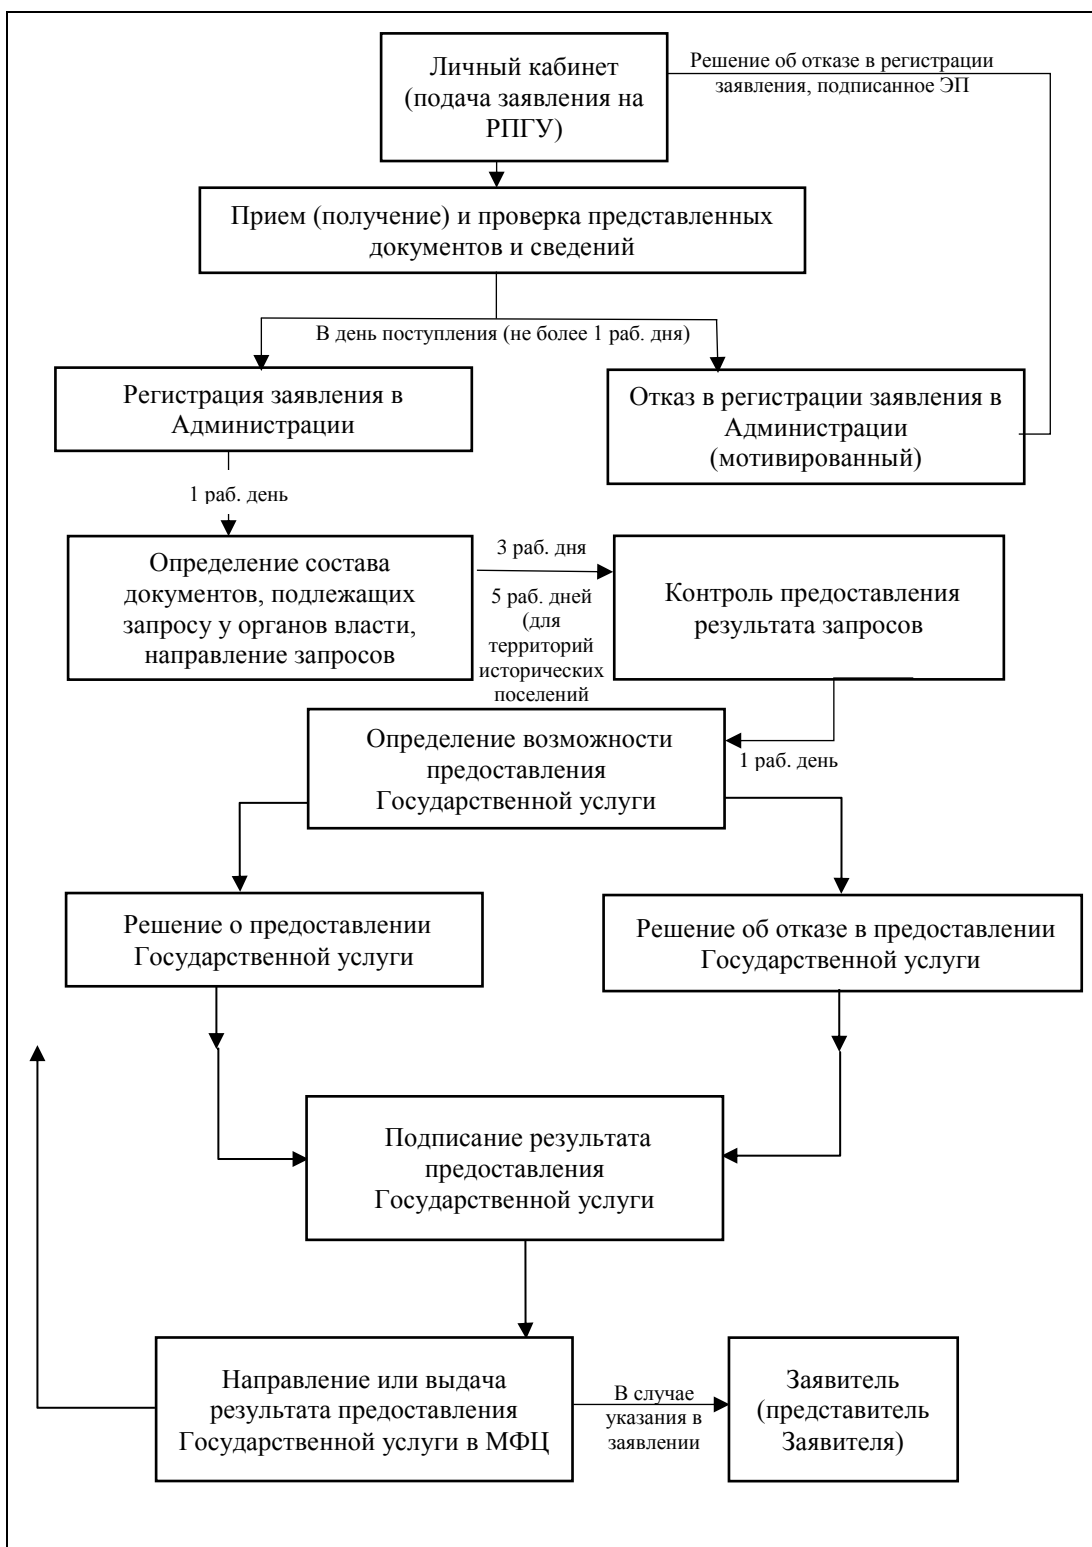 Личный кабинет
(подача заявления на
РПГУ)
Решение об отказе в регистрации
заявления, подписанное ЭП
Прием (получение) и проверка представленных
документов и сведений
В день поступления (не более 1 раб. дня)
Регистрация заявления в
Администрации
Отказ в регистрации заявления в
Администрации
(мотивированный)
1 раб. день
Определение состава
документов, подлежащих
запросу у органов власти,
направление запросов
3 раб. дня
5 раб. дней
(для
территорий
исторических
поселений
Контроль предоставления
результата запросов
Определение возможности
предоставления
Государственной услуги
1 раб. день
Решение о предоставлении
Государственной услуги
Решение об отказе в предоставлении
Государственной услуги
Подписание результата
предоставления
Государственной услуги
Направление или выдача
результата предоставления
Государственной услуги в МФЦ
В случае
указания в
заявлении
Заявитель
(представитель
Заявителя)